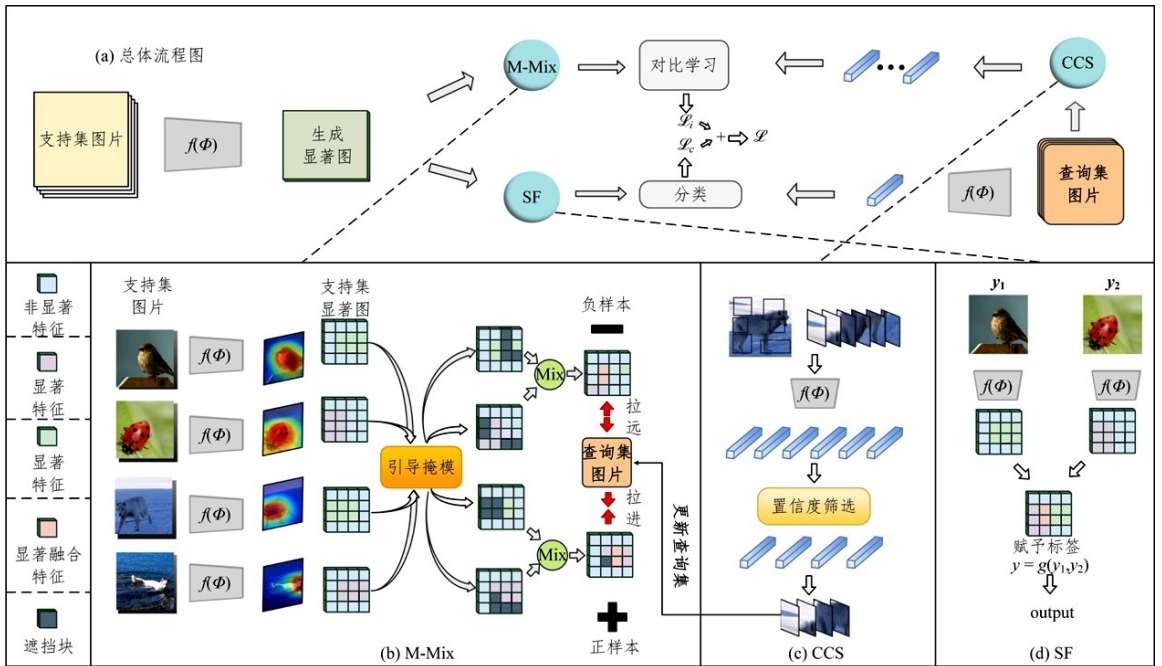 (a) 总体流程图
支持集图片
f(Φ)
生成
显著图
M-Mix
SF
对比学习
ℒi
ℒc
+
ℒ
分类
CCS
f(Φ)
查询集
图片
非显著
特征
显著
特征
显著
特征
显著融合
特征
遮挡块
支持集
图片
f(Φ)
f(Φ)
f(Φ)
f(Φ)
支持集
显著图
引导掩模
Mix
Mix
负样本
拉
远
查询集
图片
拉
进
正样本
(b) M-Mix
更新查询集
f(Φ)
置信度筛选
(c) CCS
y1
y2
f(Φ)
f(Φ)
赋予标签
y = g(y1,y2)
output
(d) SF